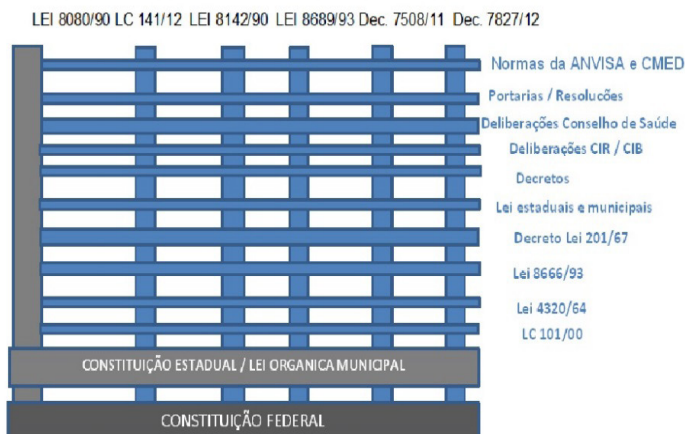 LEI 8080/90 LC 141/12 LEI 8142/90 LEI 8689/93 Dec. 7508/11 Dec. 7827/12
Normas da ANVISA e CMED
Portarias / Resolucões
Deliberações Conselho de Saúde
Deliberações CIR / CIB
Decretos
Lei estaduais e municipais
Decreto Lei 201/67
Lei 8666/93
Lei 4320/64
LC 101/00
CONSTITUIÇÃO ESTADUAL / LEI ORGANICA MUNICIPAL
CONSTITUIÇÃO FEDERAL